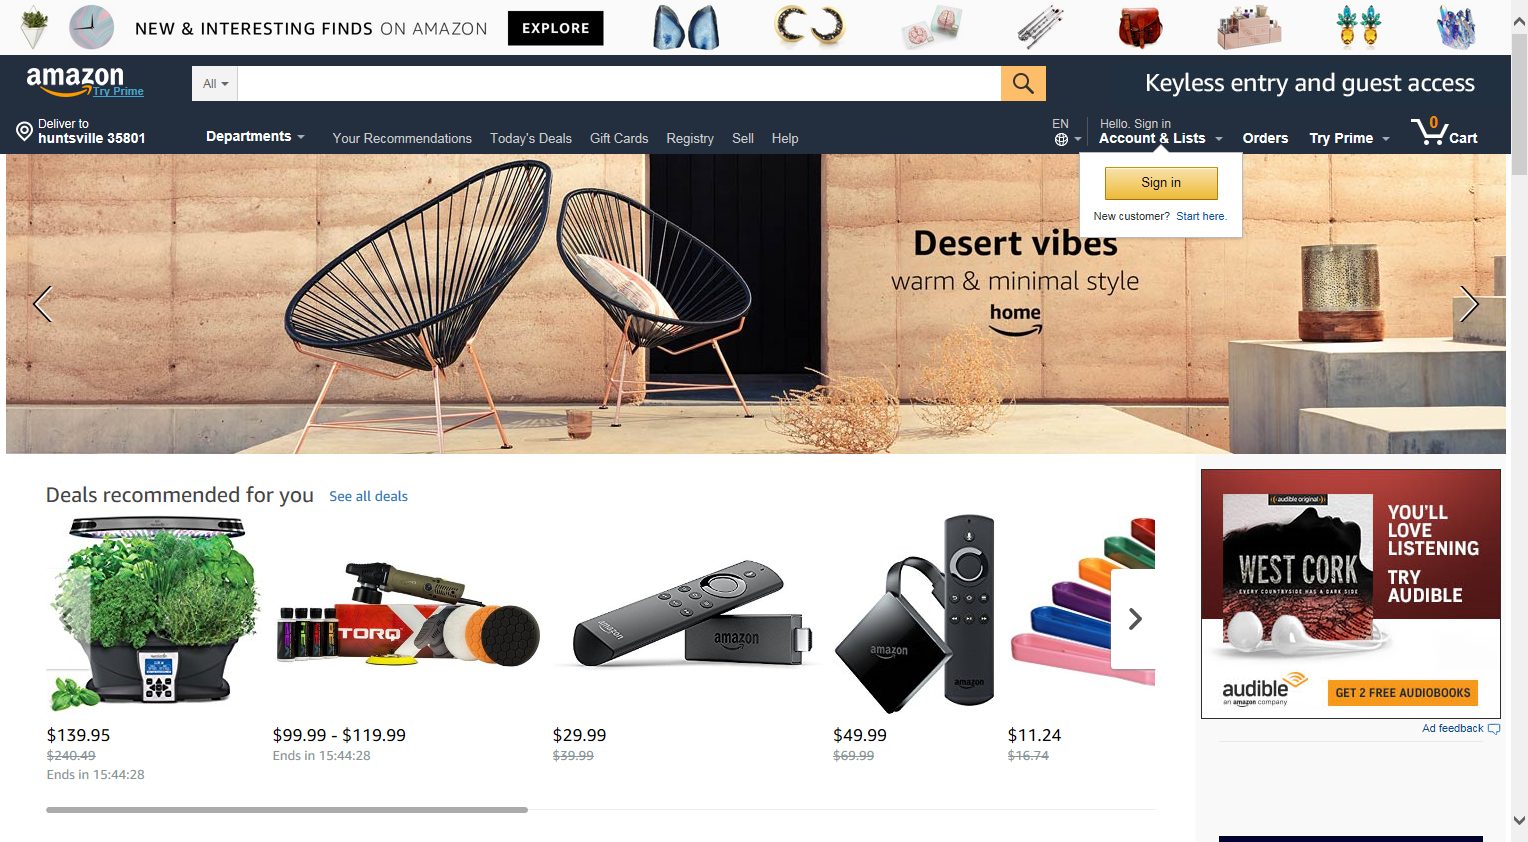 NEW & INTERESTING FINDS ON AMAZON
EXPLORE
amazon
Try Prime
All
Keyless entry and guest access
Deliver to
huntsville 35801
Departments
Your Recommendations
Today's Deals
Gift Cards
Registry
Sell
Help
EN
Hello. Sign in
Account & Lists
Orders
Try Prime
0
Cart
Sign in
New customer? Start here.
Desert vibes
warm & minimal style
home
Deals recommended for you
See all deals
TORQX
amazon
amazon
amazon
amazon
$139.95
$240.49
Ends in 15:44:28
$99.99 - $119.99
Ends in 15:44:28
$29.99
$39.99
$49.99
$69.99
$11.24
$16.74
audible original
WEST CORK
EVERY COUNTRYSIDE HAS A DARK SIDE
YOU'LL
LOVE
LISTENING
TRY
AUDIBLE
audible
an amazon company
GET 2 FREE AUDIOBOOKS
Ad feedback